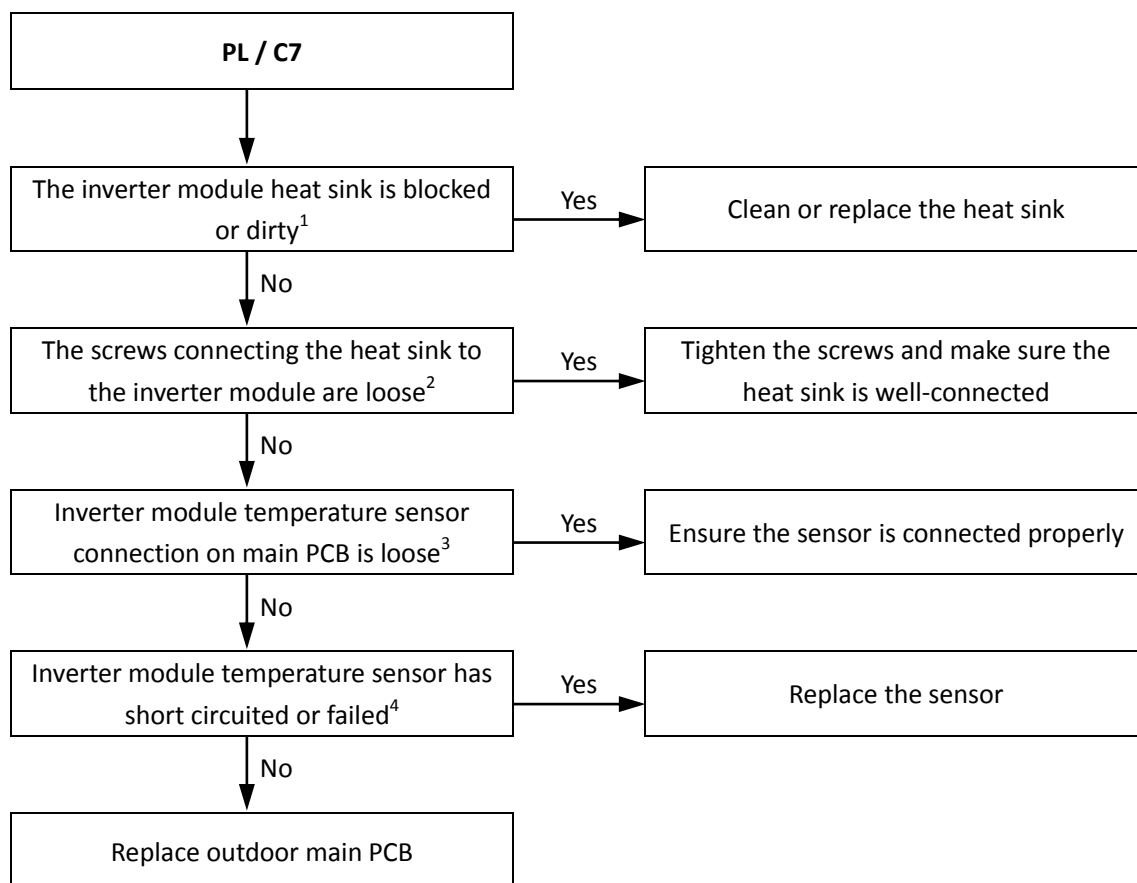 PL / C7
The inverter module heat sink is blocked
or dirty1
Yes
Clean or replace the heat sink
No
The screws connecting the heat sink to
the inverter module are loose2
Yes
Tighten the screws and make sure the
heat sink is well-connected
No
Inverter module temperature sensor
connection on main PCB is loose3
Yes
Ensure the sensor is connected properly
No
Inverter module temperature sensor has
short circuited or failed4
Yes
Replace the sensor
No
Replace outdoor main PCB